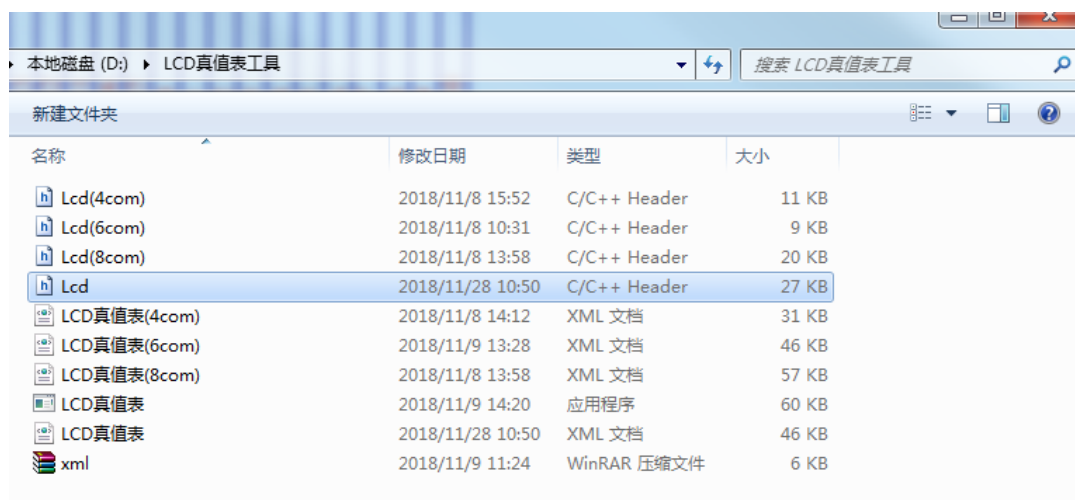 本地磁盘 (D:) LCD真值表工具 搜索 LCD真值表工具
新建文件夹
名称 修改日期 类型 大小
Lcd(4com) 2018/11/8 15:52 C/C++ Header 11 KB
Lcd(6com) 2018/11/8 10:31 C/C++ Header 9 KB
Lcd(8com) 2018/11/8 13:58 C/C++ Header 20 KB
Lcd 2018/11/28 10:50 C/C++ Header 27 KB
LCD真值表(4com) 2018/11/8 14:12 XML 文档 31 KB
LCD真值表(6com) 2018/11/9 13:28 XML 文档 46 KB
LCD真值表(8com) 2018/11/8 13:58 XML 文档 57 KB
LCD真值表 2018/11/9 14:20 应用程序 60 KB
LCD真值表 2018/11/28 10:50 XML 文档 46 KB
xml 2018/11/9 11:24 WinRAR 压缩文件 6 KB